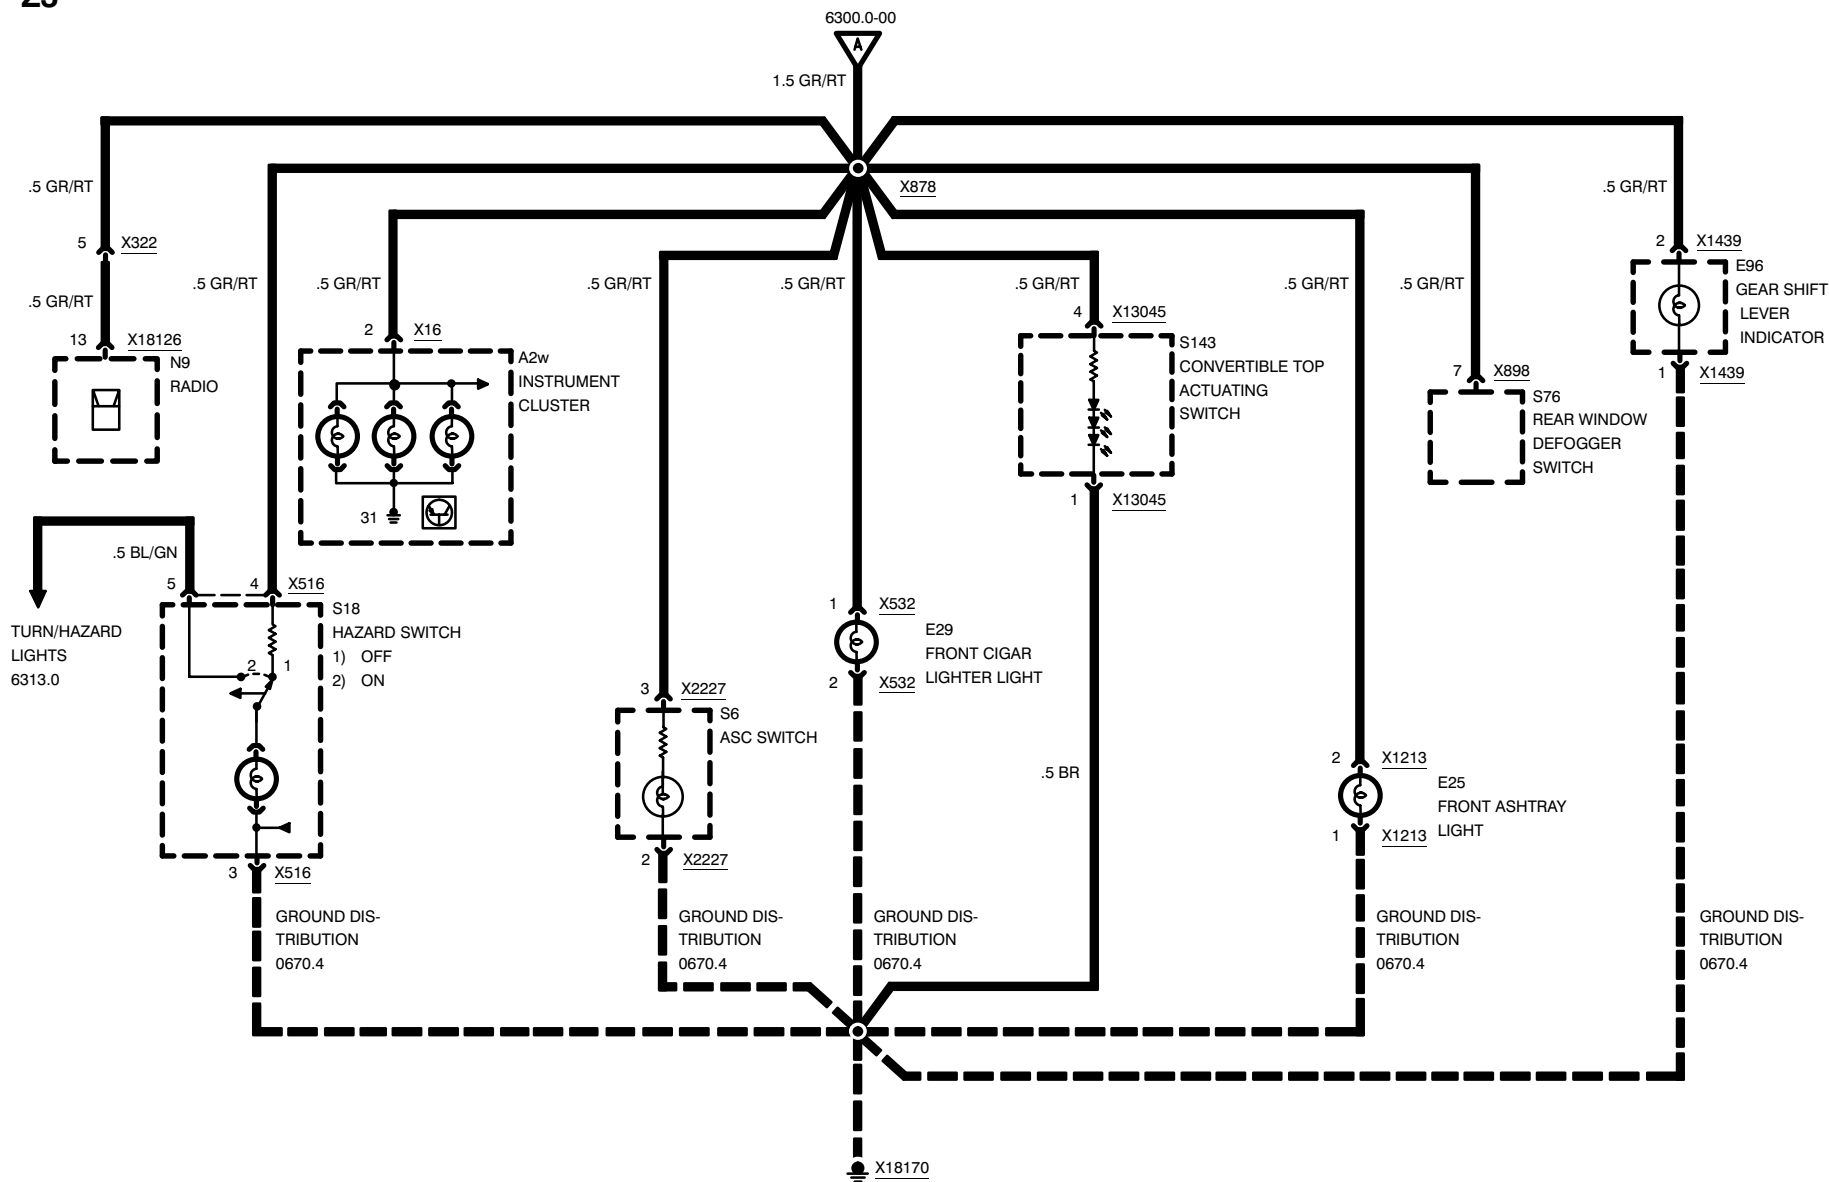 6300.0-00
A
1.5 GR/RT
X878
.5 GR/RT
5 X322
.5 GR/RT
13 X18126
N9
RADIO
.5 GR/RT
.5 GR/RT
2 X16
A2w
INSTRUMENT
CLUSTER
31
.5 GR/RT
.5 GR/RT
.5 GR/RT
4 X13045
S143
CONVERTIBLE TOP
ACTUATING
SWITCH
1 X13045
.5 GR/RT
.5 GR/RT
7 X898
S76
REAR WINDOW
DEFOGGER
SWITCH
.5 GR/RT
2 X1439
E96
GEAR SHIFT
LEVER
INDICATOR
1 X1439
.5 BL/GN
5 4 X516
TURN/HAZARD
LIGHTS
6313.0
S18
HAZARD SWITCH
1) OFF
2) ON
2 1
3 X516
1 X532
E29
FRONT CIGAR
LIGHTER LIGHT
2 X532
3 X2227
S6
ASC SWITCH
2 X2227
.5 BR
2 X1213
E25
FRONT ASHTRAY
LIGHT
1 X1213
GROUND DIS-
TRIBUTION
0670.4
GROUND DIS-
TRIBUTION
0670.4
GROUND DIS-
TRIBUTION
0670.4
GROUND DIS-
TRIBUTION
0670.4
GROUND DIS-
TRIBUTION
0670.4
X18170